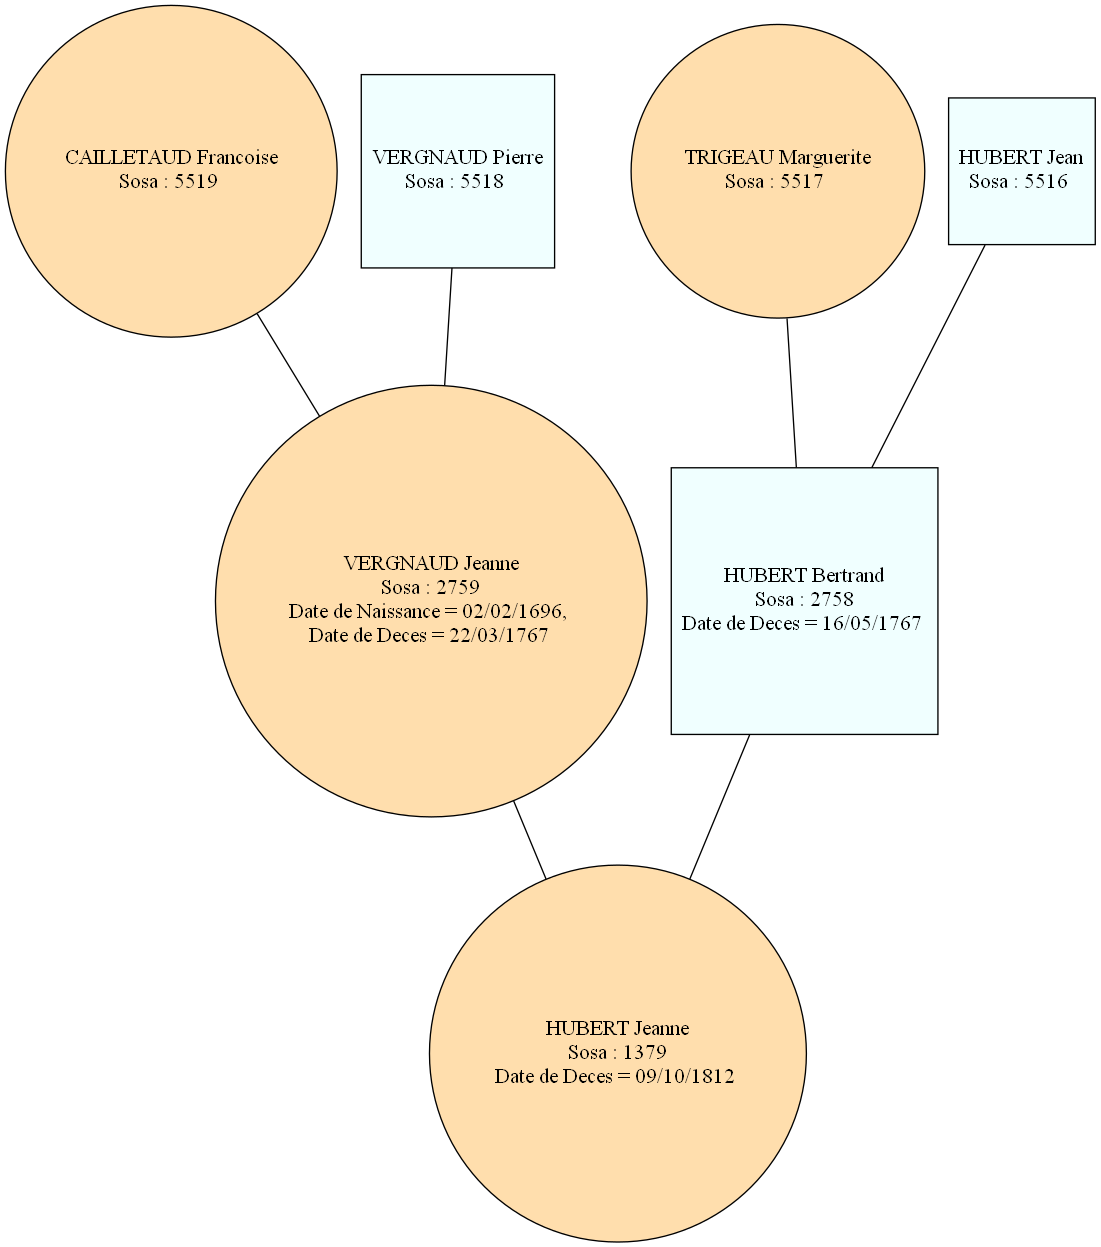 CAILLETAUD Francoise
Sosa : 5519
VERGNAUD Pierre
Sosa : 5518
TRIGEAU Marguerite
Sosa : 5517
HUBERT Jean
Sosa : 5516
VERGNAUD Jeanne
Sosa : 2759
Date de Naissance = 02/02/1696,
Date de Deces = 22/03/1767
HUBERT Bertrand
Sosa : 2758
Date de Deces = 16/05/1767
HUBERT Jeanne
Sosa : 1379
Date de Deces = 09/10/1812